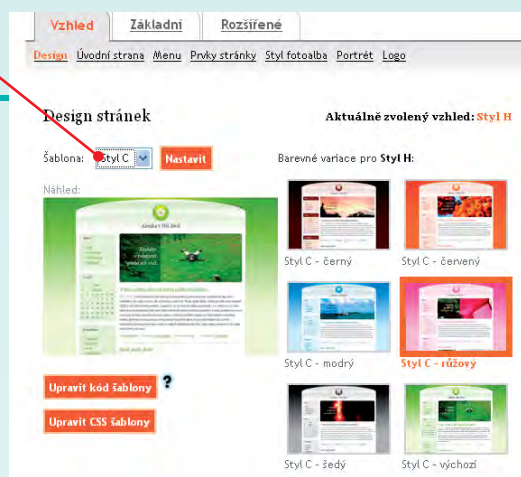 Vzhled Základní Rozšířené
Design Úvodní strana Menu Prvky stránky Styl fotoalba Portrét Logo
Design stránek
Aktuálně zvolený vzhled: Styl H
Šablona: Styl C Nastavit
Barevné variace pro Styl H:
Náhled:
Styl C - černý
Styl C - červený
Styl C - modrý
Styl C - růžový
Upravit kód šablony ?
Upravit CSS šablony
Styl C - šedý
Styl C - výchozí